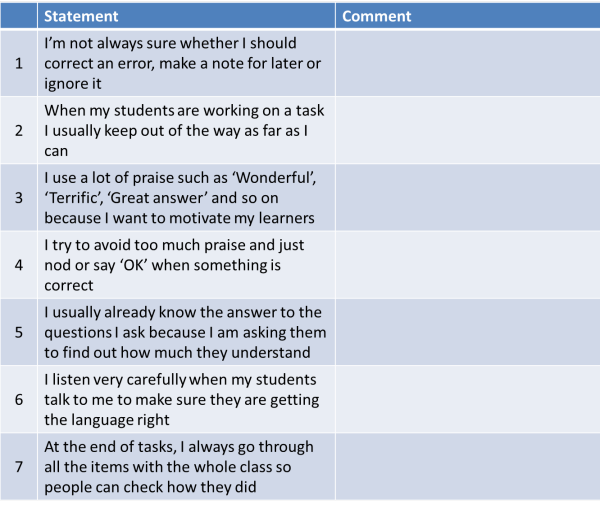 Statement Comment
1
I'm not always sure whether I should
correct an error, make a note for later or
ignore it
2
When my students are working on a task
I usually keep out of the way as far as I
can
3
I use a lot of praise such as ‘Wonderful’,
‘Terrific’, ‘Great answer’ and so on
because I want to motivate my learners
4
I try to avoid too much praise and just
nod or say ‘OK’ when something is
correct
5
I usually already know the answer to the
questions I ask because I am asking them
to find out how much they understand
6
I listen very carefully when my students
talk to me to make sure they are getting
the language right
7
At the end of tasks, I always go through
all the items with the whole class so
people can check how they did